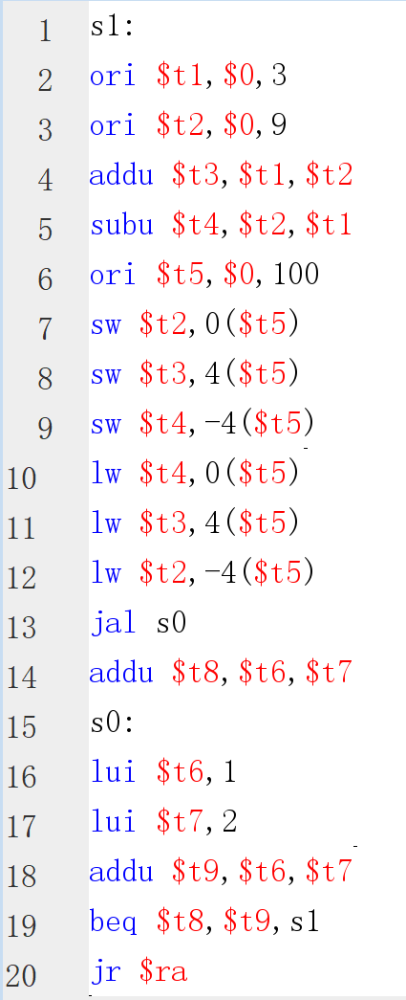 1 s1:
2 ori $t1,$0,3
3 ori $t2,$0,9
4 addu $t3,$t1,$t2
5 subu $t4,$t2,$t1
6 ori $t5,$0,100
7 sw $t2,0($t5)
8 sw $t3,4($t5)
9 sw $t4,-4($t5)
10 lw $t4,0($t5)
11 lw $t3,4($t5)
12 lw $t2,-4($t5)
13 jal s0
14 addu $t8,$t6,$t7
15 s0:
16 lui $t6,1
17 lui $t7,2
18 addu $t9,$t6,$t7
19 beq $t8,$t9,s1
20 jr $ra